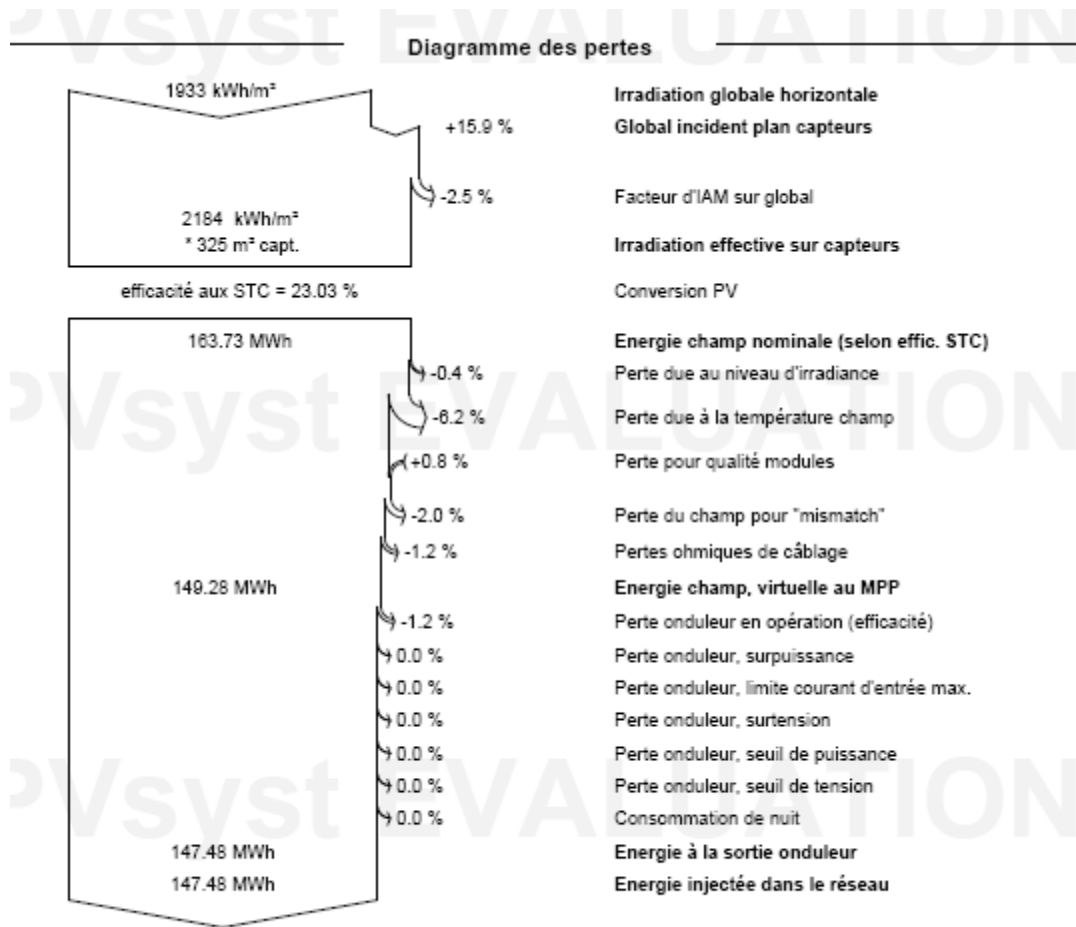 PVsyst EVALUATION
Diagramme des pertes
1933 kWh/m² Irradiation globale horizontale
+15.9 % Global incident plan capteurs
-2.5 % Facteur d'IAM sur global
2184 kWh/m²
* 325 m² capt. Irradiation effective sur capteurs
efficacité aux STC = 23.03 % Conversion PV
163.73 MWh Energie champ nominale (selon effic. STC)
-0.4 % Perte due au niveau d'irradiance
PVsyst EVALUATION
-6.2 % Perte due à la température champ
+0.8 % Perte pour qualité modules
-2.0 % Perte du champ pour "mismatch"
-1.2 % Pertes ohmiques de câblage
149.28 MWh Energie champ, virtuelle au MPP
-1.2 % Perte onduleur en opération (efficacité)
0.0 % Perte onduleur, surpuissance
0.0 % Perte onduleur, limite courant d'entrée max.
0.0 % Perte onduleur, surtension
0.0 % Perte onduleur, seuil de puissance
PVsyst EVALUATION
0.0 % Perte onduleur, seuil de tension
0.0 % Consommation de nuit
147.48 MWh Energie à la sortie onduleur
147.48 MWh Energie injectée dans le réseau